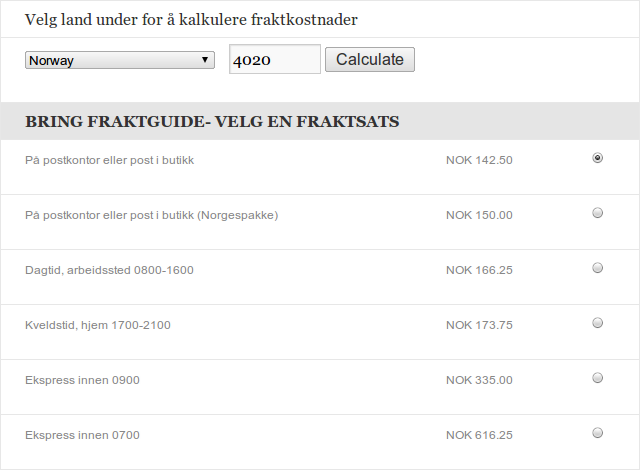 Velg land under for å kalkulere fraktkostnader
Norway 4020 Calculate
BRING FRAKTGUIDE- VELG EN FRAKTSATS
På postkontor eller post i butikk NOK 142.50
På postkontor eller post i butikk (Norgespakke) NOK 150.00
Dagtid, arbeidssted 0800-1600 NOK 166.25
Kveldstid, hjem 1700-2100 NOK 173.75
Ekspress innen 0900 NOK 335.00
Ekspress innen 0700 NOK 616.25